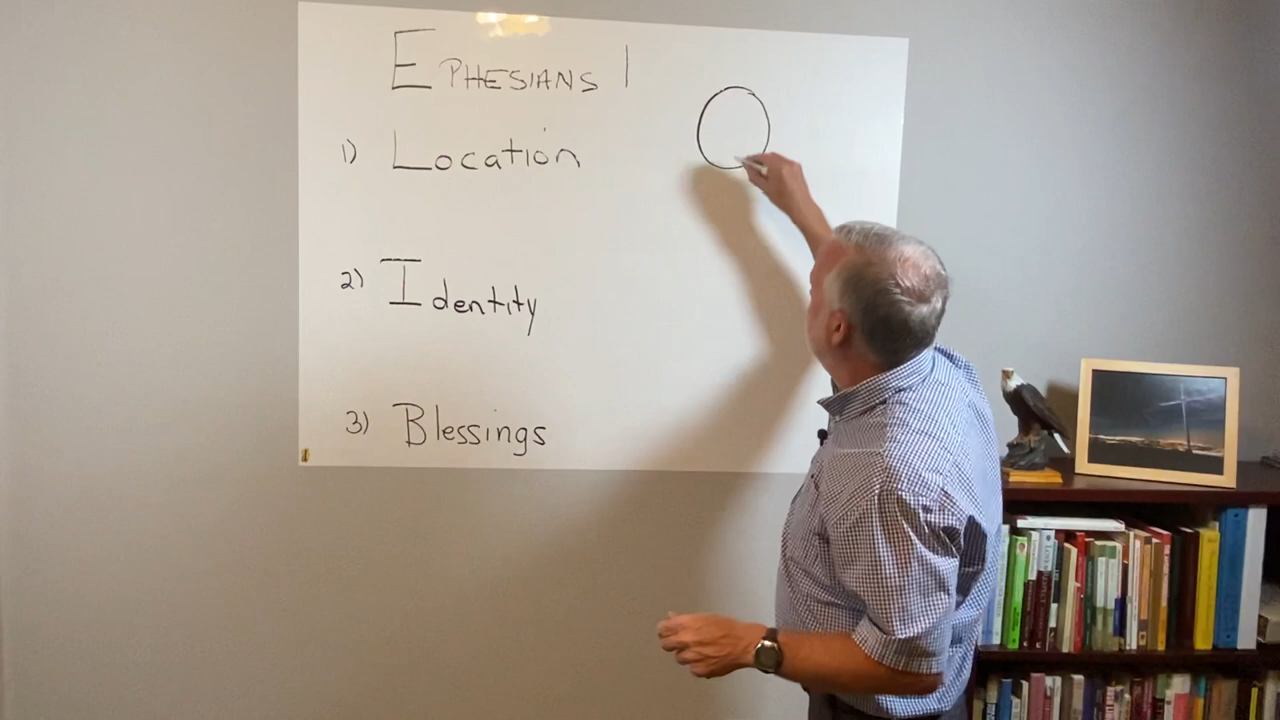 EPHESIANS 1
1) Location
2) Identity
3) Blessings